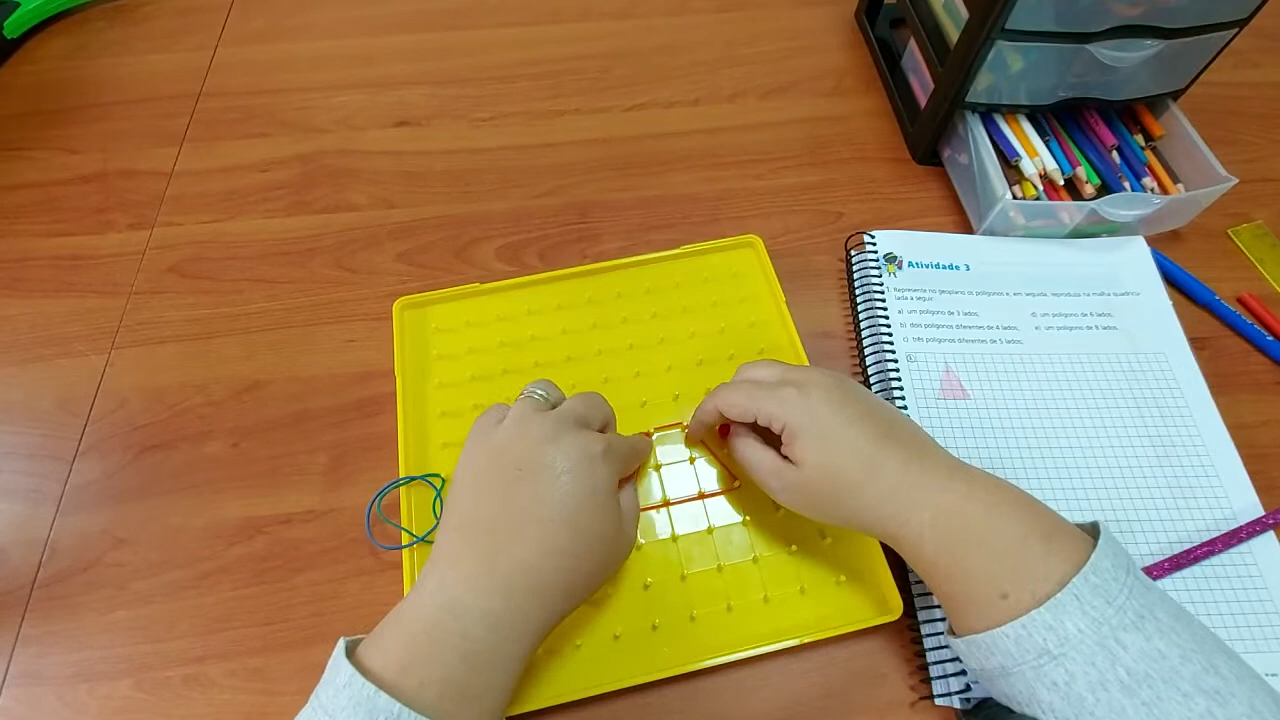 Atividade 3
1. Represente no geoplano os polígonos e, em seguida, reproduza na malha quadricu-
lada a seguir.
a) um polígono de 3 lados;
d) um polígono de 6 lados;
b) dois polígonos diferentes de 4 lados;
e) um polígono de 8 lados.
c) três polígonos diferentes de 5 lados;